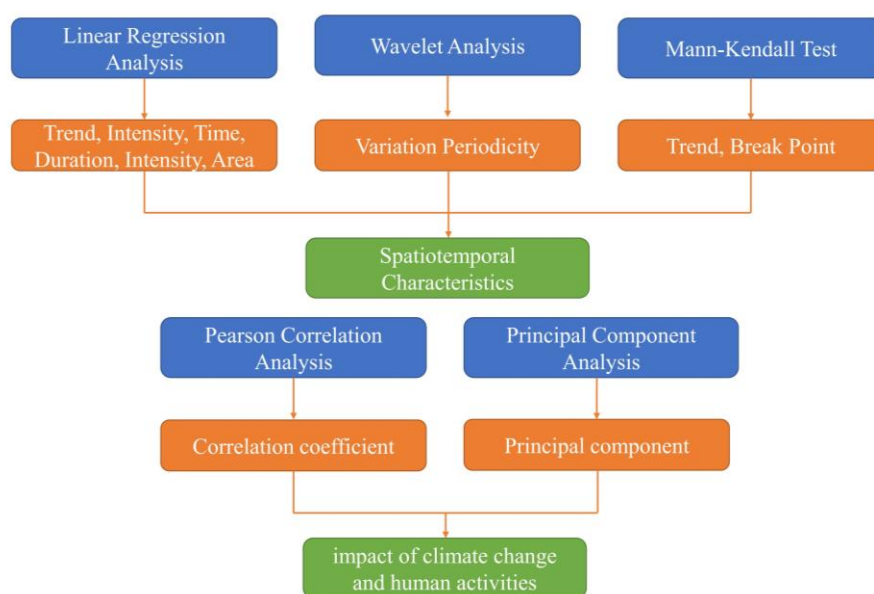 Linear Regression
Analysis
Wavelet Analysis
Mann-Kendall Test
Trend, Intensity, Time,
Duration, Intensity, Area
Variation Periodicity
Trend, Break Point
Spatiotemporal
Characteristics
Pearson Correlation
Analysis
Principal Component
Analysis
Correlation coefficient
Principal component
impact of climate change
and human activities